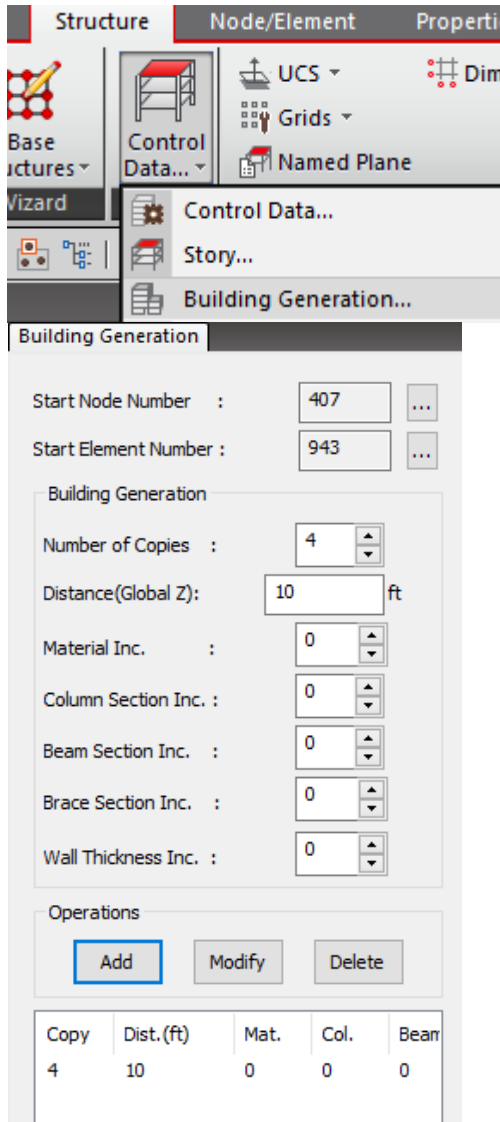 Structure Node/Element Properti
UCS Dim
Base Control Grids
uctures Data... Named Plane
Wizard Control Data...
Story...
Building Generation...
Building Generation
Start Node Number : 407 ...
Start Element Number : 943 ...
Building Generation
Number of Copies : 4
Distance(Global Z): 10 ft
Material Inc. : 0
Column Section Inc. : 0
Beam Section Inc. : 0
Brace Section Inc. : 0
Wall Thickness Inc. : 0
Operations
Add Modify Delete
Copy Dist.(ft) Mat. Col. Beam
4 10 0 0 0